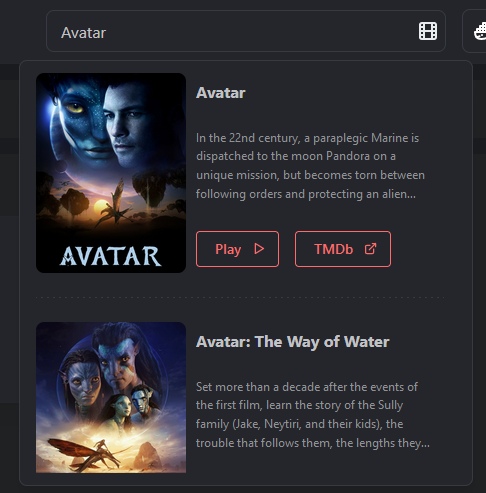 Avatar
Avatar
In the 22nd century, a paraplegic Marine is
dispatched to the moon Pandora on a
unique mission, but becomes torn between
following orders and protecting an alien...
AVATAR
Play
TMDb
Avatar: The Way of Water
Set more than a decade after the events of
the first film, learn the story of the Sully
family (Jake, Neytiri, and their kids), the
trouble that follows them, the lengths they...